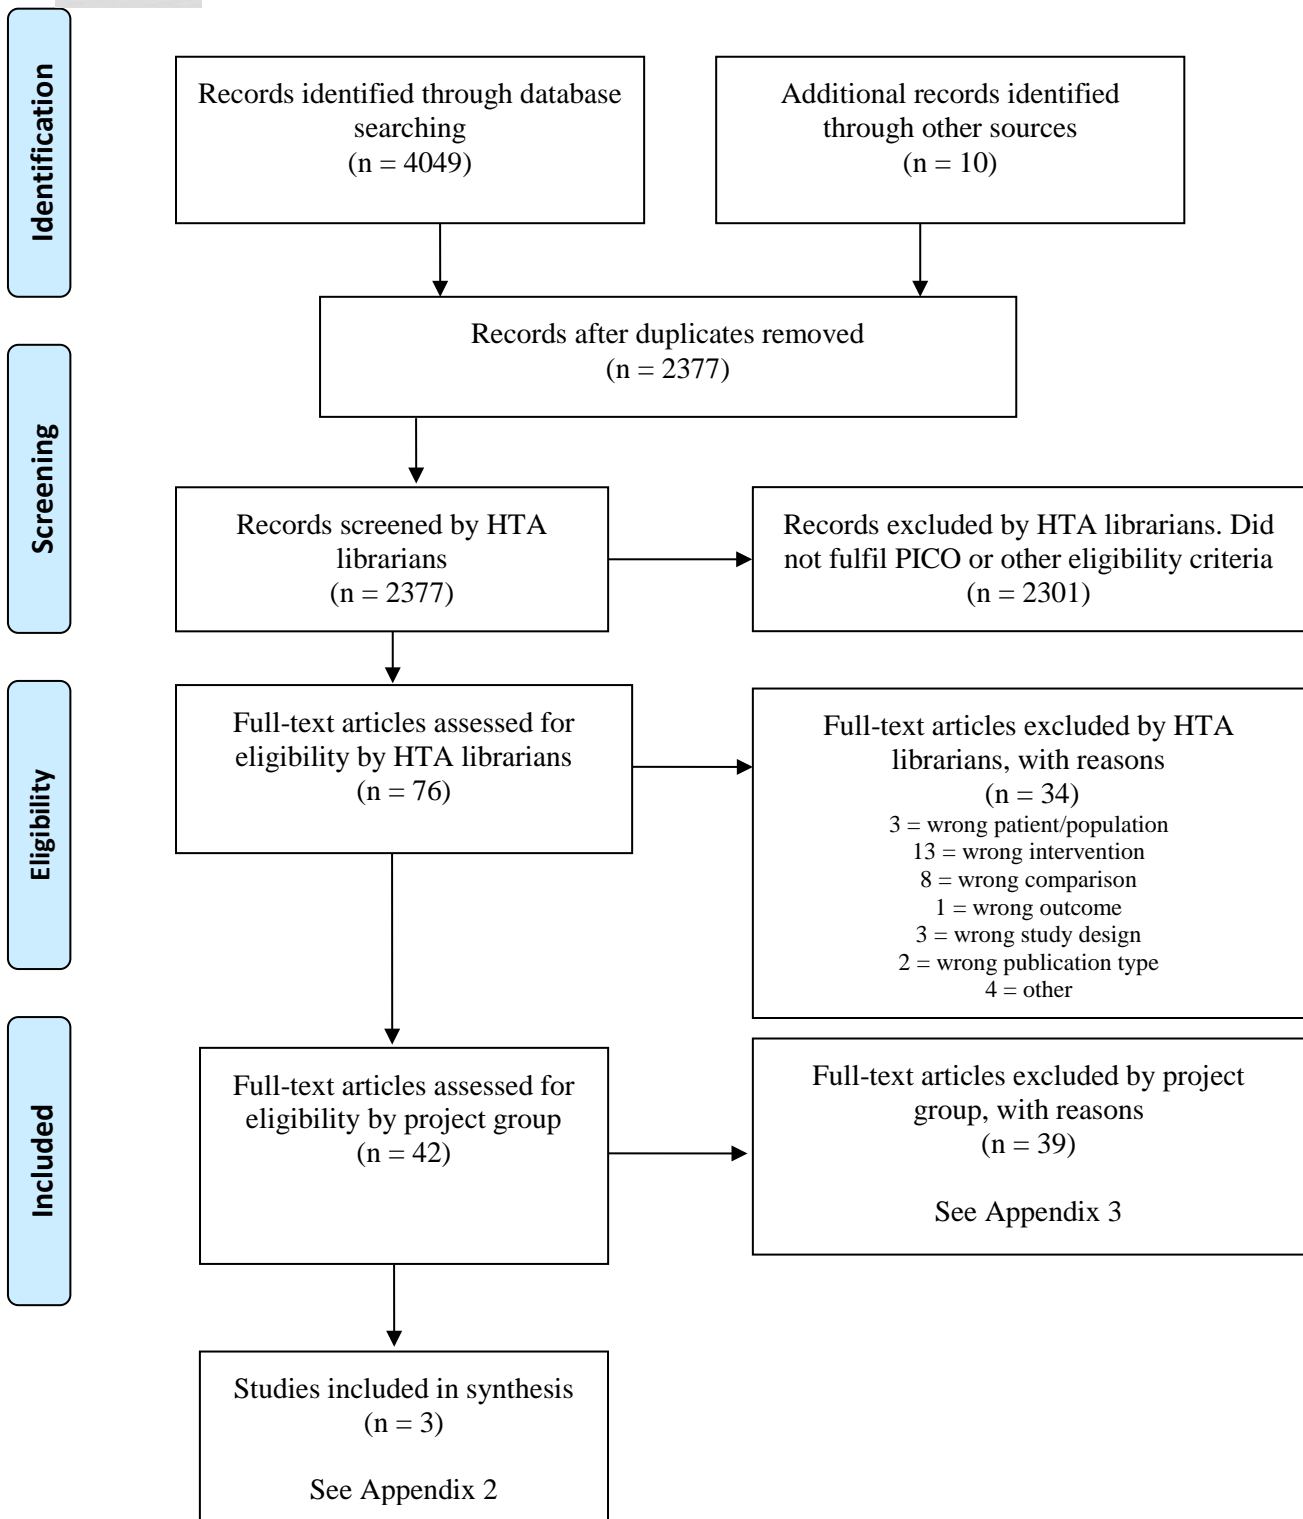 Identification
Records identified through database
searching
(n = 4049)
Additional records identified
through other sources
(n = 10)
Records after duplicates removed
(n = 2377)
Screening
Records screened by HTA
librarians
(n = 2377)
Records excluded by HTA librarians. Did
not fulfil PICO or other eligibility criteria
(n = 2301)
Eligibility
Full-text articles assessed for
eligibility by HTA librarians
(n = 76)
Full-text articles excluded by HTA
librarians, with reasons
(n = 34)
3 = wrong patient/population
13 = wrong intervention
8 = wrong comparison
1 = wrong outcome
3 = wrong study design
2 = wrong publication type
4 = other
Included
Full-text articles assessed for
eligibility by project group
(n = 42)
Full-text articles excluded by project
group, with reasons
(n = 39)
See Appendix 3
Studies included in synthesis
(n = 3)
See Appendix 2